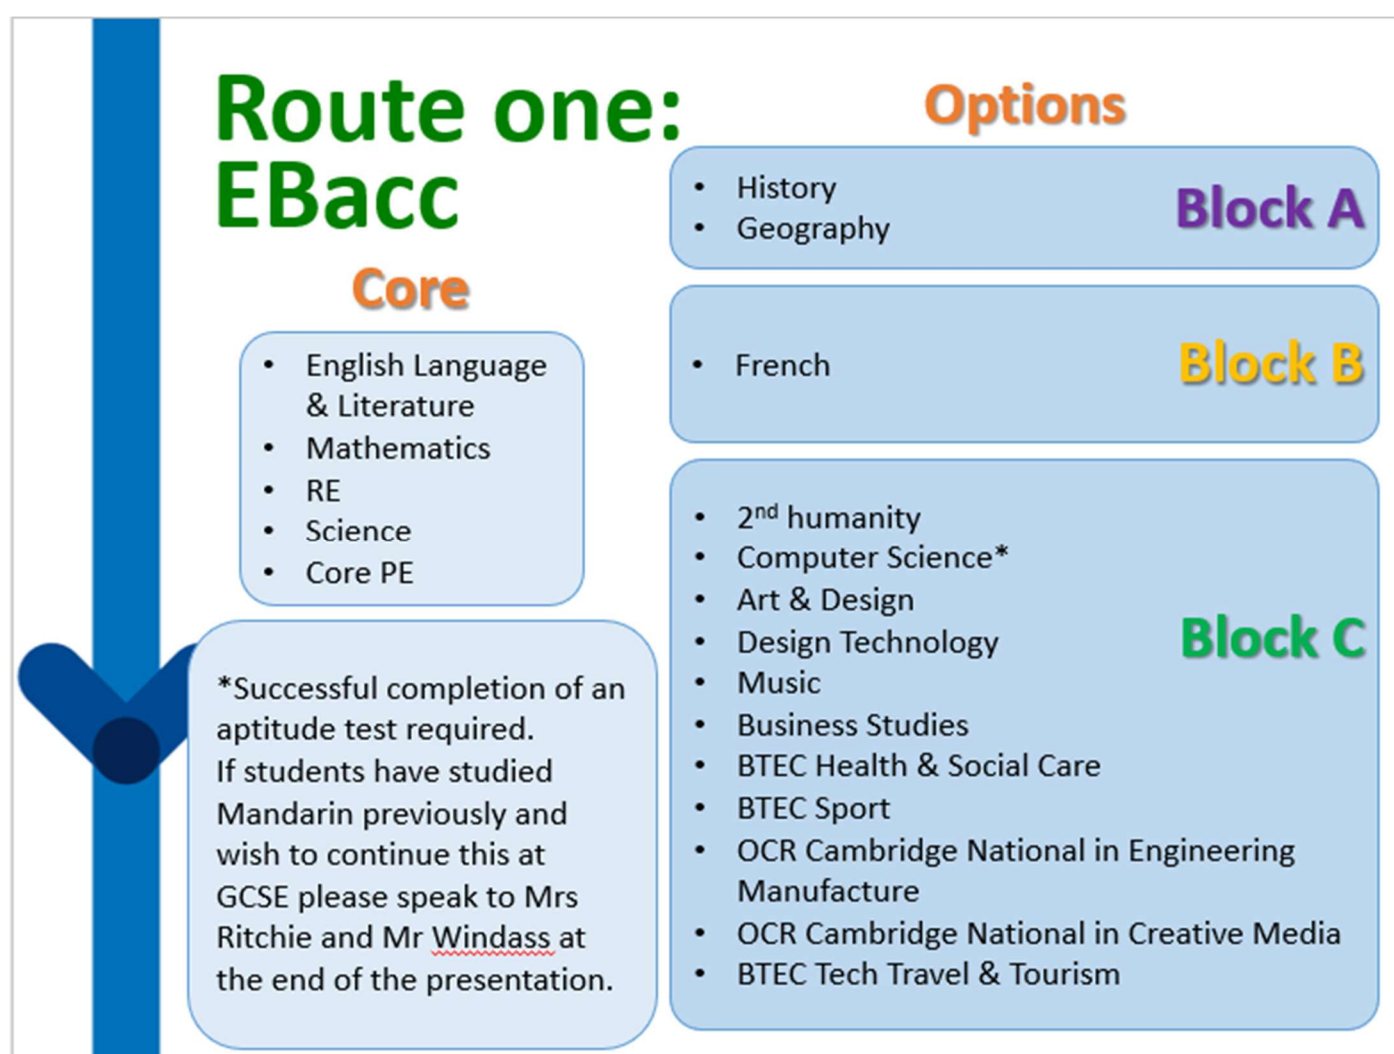 Route one:
EBacc
Core
• English Language
& Literature
• Mathematics
• RE
• Science
• Core PE
*Successful completion of an
aptitude test required.
If students have studied
Mandarin previously and
wish to continue this at
GCSE please speak to Mrs
Ritchie and Mr Windass at
the end of the presentation.
Options
• History
• Geography
Block A
• French
Block B
• 2nd humanity
• Computer Science*
• Art & Design
• Design Technology
• Music
• Business Studies
• BTEC Health & Social Care
• BTEC Sport
• OCR Cambridge National in Engineering
Manufacture
• OCR Cambridge National in Creative Media
• BTEC Tech Travel & Tourism
Block C